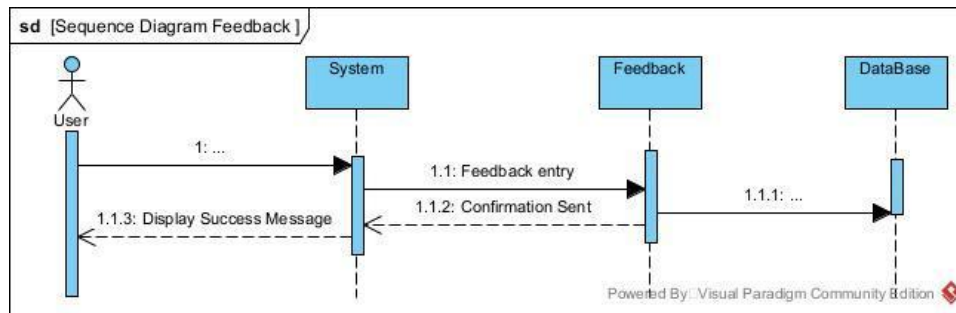 sd [Sequence Diagram Feedback]
System
Feedback
DataBase
User
1: ...
1.1: Feedback entry
1.1.2: Confirmation Sent
1.1.1: ...
1.1.3: Display Success Message
Powered By Visual Paradigm Community Edition